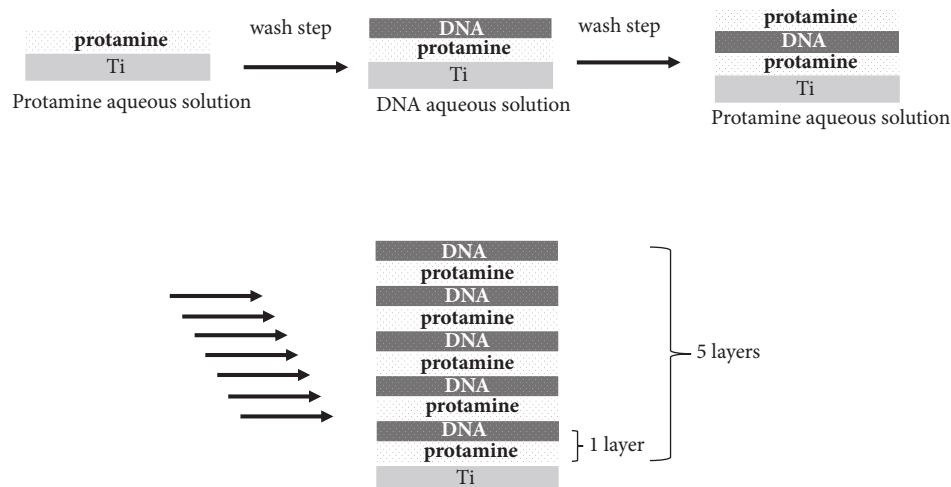 protamine
Ti
Protamine aqueous solution
wash step
DNA
protamine
Ti
DNA aqueous solution
wash step
protamine
DNA
protamine
Ti
Protamine aqueous solution
DNA
protamine
DNA
protamine
DNA
protamine
DNA
protamine
DNA
protamine
Ti
5 layers
1 layer